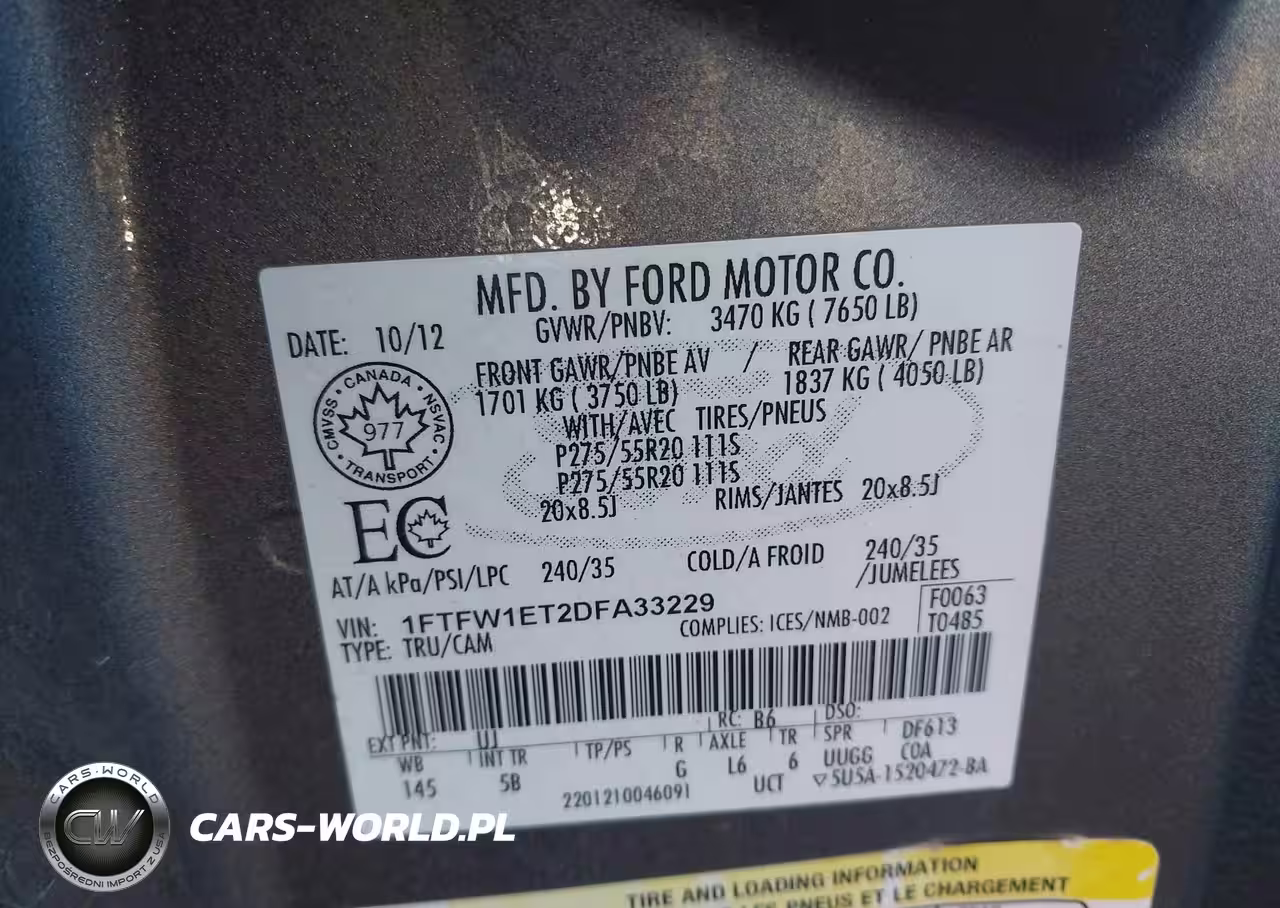 MFD. BY FORD MOTOR CO.
DATE: 10/12
GVWR/PNBV: 3470 KG ( 7650 LB)
FRONT GAWR/PNBE AV / REAR GAWR/ PNBE AR
1701 KG ( 3750 LB) 1837 KG ( 4050 LB)
WITH/AVEC TIRES/PNEUS
P275/55R20 111S
P275/55R20 111S
20x8.5J RIMS/JANTES 20x8.5J
CANADA
CMVSS NSVAC
977
TRANSPORT
EC
AT/A kPa/PSI/LPC 240/35 COLD/A FROID 240/35
/JUMELEES
VIN: 1FTFW1ET2DFA33229
F0063
TYPE: TRU/CAM COMPLIES: ICES/NMB-002 T0485
EXT PNT: UJ RC: B6 DSO:
WB INT TR TP/PS R AXLE TR SPR DF613
145 5B G L6 6 UUGG COA
2201210046091 UCT ▽5USA-1520472-BA
CARS-WORLD
CW
BEZPOŚREDNI IMPORT Z USA
CARS-WORLD.PL
TIRE AND LOADING INFORMATION
PNEUS ET LE CHARGEMENT